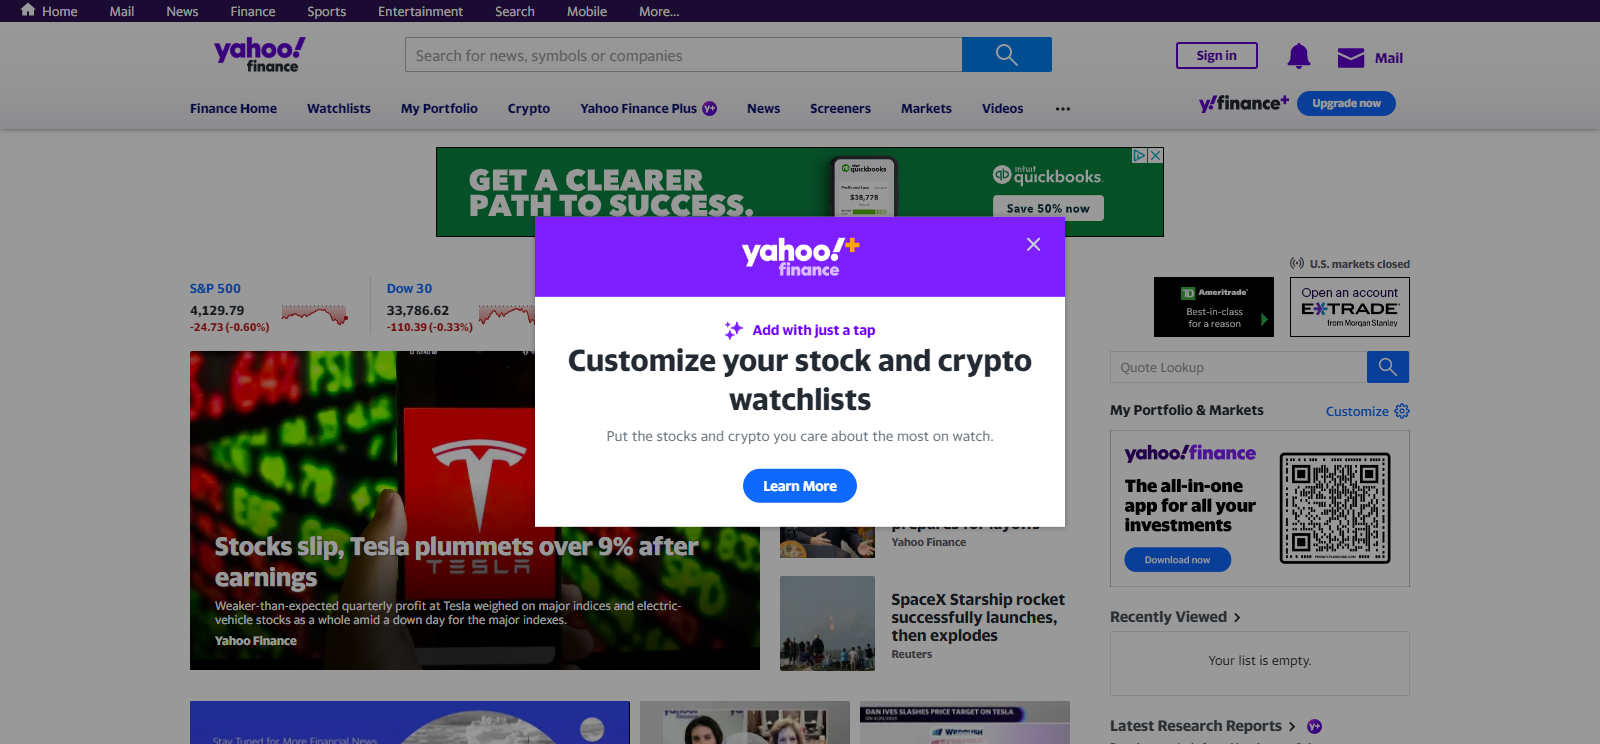 Home Mail News Finance Sports Entertainment Search Mobile More...
yahoo!
finance
Search for news, symbols or companies
Sign in
Mail
Finance Home Watchlists My Portfolio Crypto Yahoo Finance Plus y+ News Screeners Markets Videos ...
y!finance+ Upgrade now
GET A CLEARER
PATH TO SUCCESS.
quickbooks
Profit and Loss
$38,778
intuit
quickbooks.
Save 50% now
yahoo!+
finance
Add with just a tap
Customize your stock and crypto
watchlists
Put the stocks and crypto you care about the most on watch.
Learn More
U.S. markets closed
S&P 500
4,129.79
-24.73 (-0.60%)
Dow 30
33,786.62
-110.39 (-0.33%)
TD Ameritrade
Best-in-class
for a reason
Open an account
E*TRADE
from Morgan Stanley
TESLA
Stocks slip, Tesla plummets over 9% after
earnings
Weaker-than-expected quarterly profit at Tesla weighed on major indices and electric-
vehicle stocks as a whole amid a down day for the major indexes.
Yahoo Finance
prepares for layoffs
Yahoo Finance
SpaceX Starship rocket
successfully launches,
then explodes
Reuters
Quote Lookup
My Portfolio & Markets Customize
yahoo!finance
The all-in-one
app for all your
investments
Download now
Recently Viewed
Your list is empty.
Latest Research Reports y+
Stay Tuned for More Financial News
yahoo!
finance
DAN IVES SLASHES PRICE TARGET ON TESLA
WEDBUSH